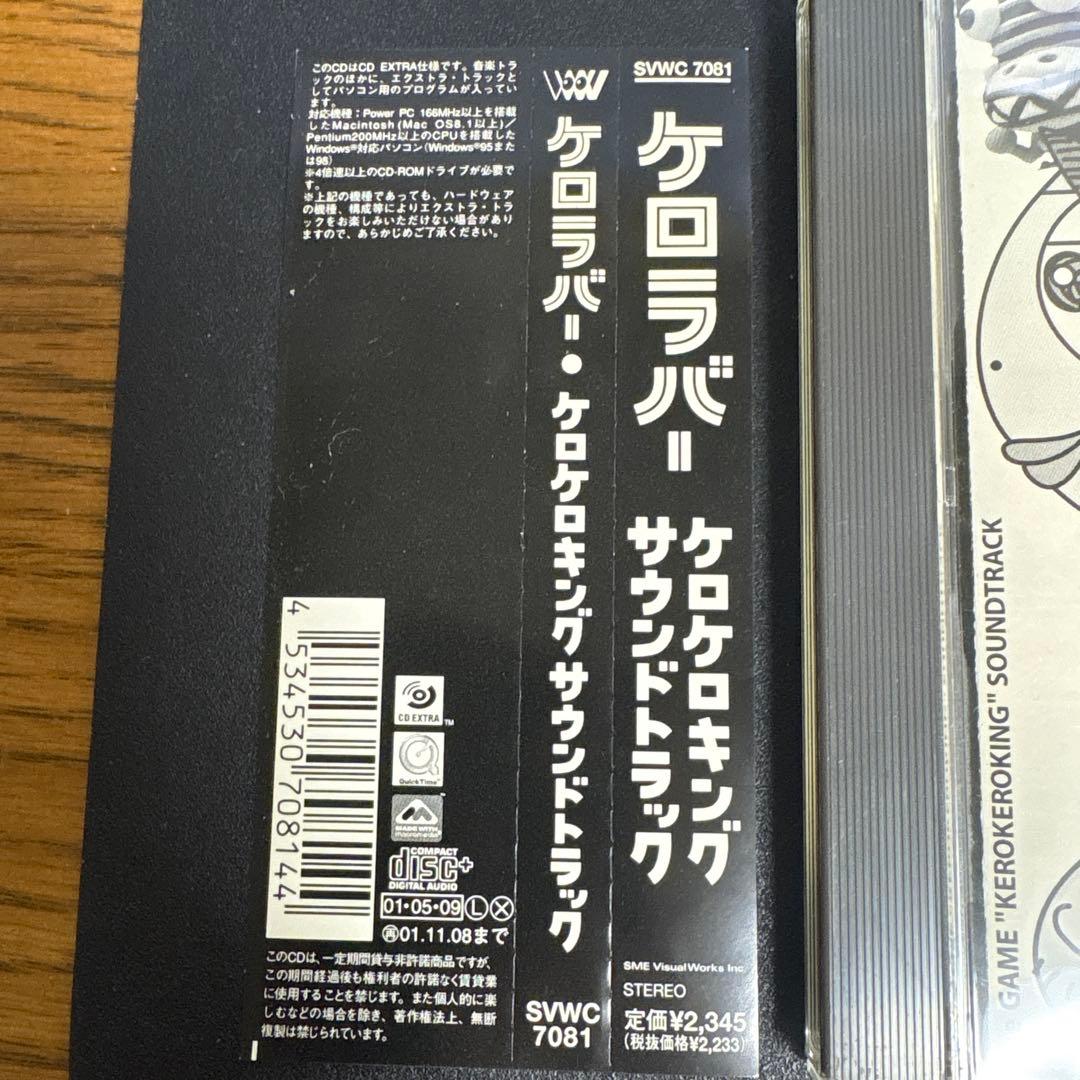 このCDはCD EXTRA仕様です。音楽トラ
ックのほかに、エクストラ・トラックと
してパソコン用のプログラムが入ってい
ます。
対応機種：Power PC 166MHz以上を搭載
したMacintosh(Mac OS8.1以上)／
Pentium200MHz以上のCPUを搭載した
Windows®対応パソコン(Windows®95また
は98)
※4倍速以上のCD-ROMドライブが必要で
す。
※上記の機種であっても、ハードウェア
の機種、構成等によりエクストラ・トラ
ックをお楽しみいただけない場合があり
ますので、あらかじめご了承ください。
4 534530 708144
CD EXTRA™
QuickTime™
MADE WITH
macromedia™
COMPACT
disc+
DIGITAL AUDIO
01・05・09 Ⓛ Ⓧ
㊣01.11.08まで
このCDは、一定期間貸与非許諾商品ですが、
この期間経過後も権利者の許諾なく賃貸業
に使用することを禁じます。また個人的に楽
しむなどの場合を除き、著作権法上、無断
複製は禁じられています。
ケロラバー・ケロケロキングサウンドトラック
SVWC
7081
SVWC 7081
ケロラバー
ケロケロキング
サウンドトラック
SME VisualWorks Inc.
STEREO
定価¥2,345
(税抜価格¥2,233)
GAME "KEROKEROKING" SOUNDTRACK